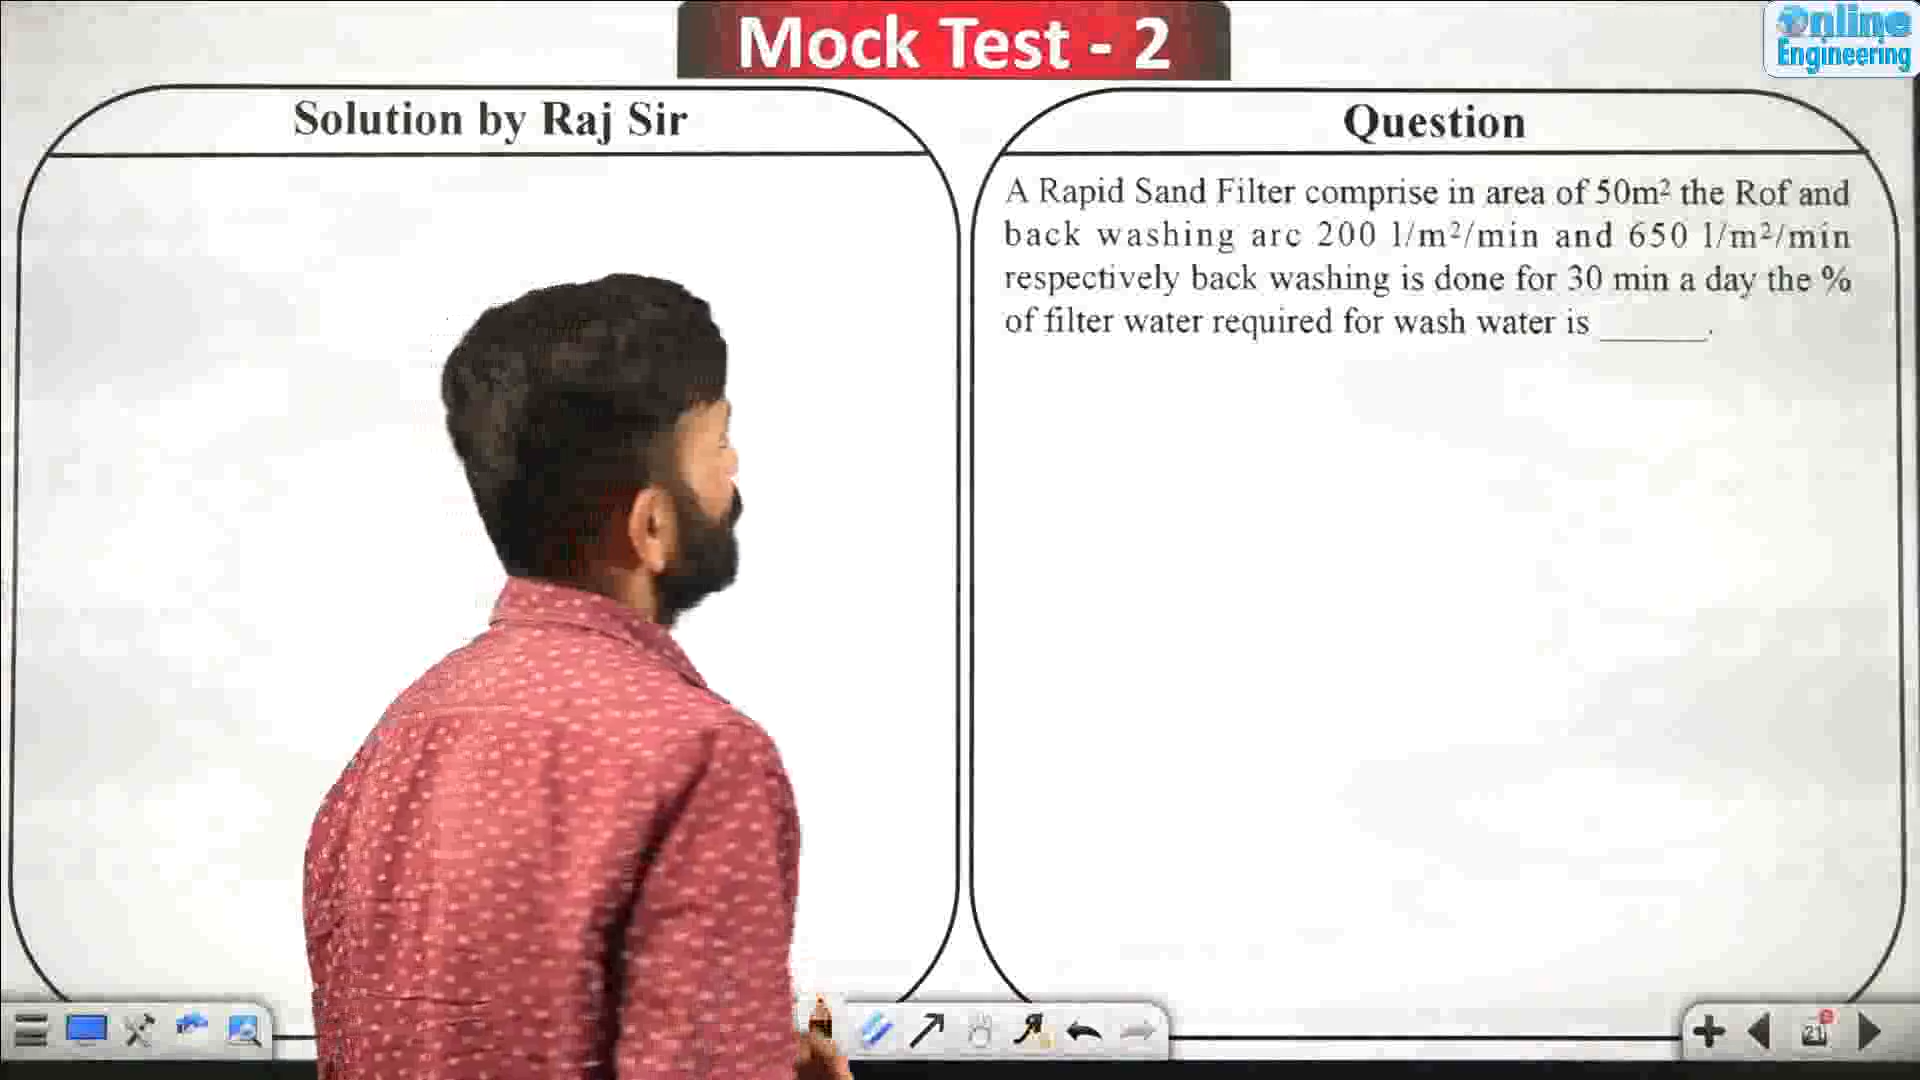 Mock Test - 2
Online
Engineering
Solution by Raj Sir
Question
A Rapid Sand Filter comprise in area of 50m² the Rof and
back washing arc 200 l/m²/min and 650 l/m²/min
respectively back washing is done for 30 min a day the %
of filter water required for wash water is ______.
21